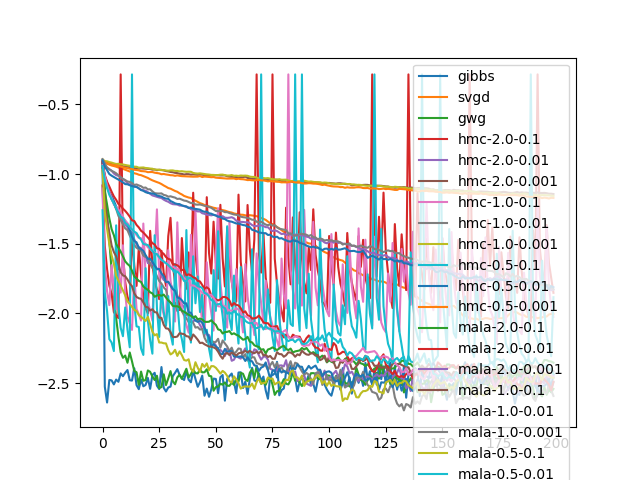 −0.5
−1.0
−1.5
−2.0
−2.5
0
25
50
75
100
125
150
175
200
gibbs
svgd
gwg
hmc-2.0-0.1
hmc-2.0-0.01
hmc-2.0-0.001
hmc-1.0-0.1
hmc-1.0-0.01
hmc-1.0-0.001
hmc-0.5-0.1
hmc-0.5-0.01
hmc-0.5-0.001
mala-2.0-0.1
mala-2.0-0.01
mala-2.0-0.001
mala-1.0-0.1
mala-1.0-0.01
mala-1.0-0.001
mala-0.5-0.1
mala-0.5-0.01